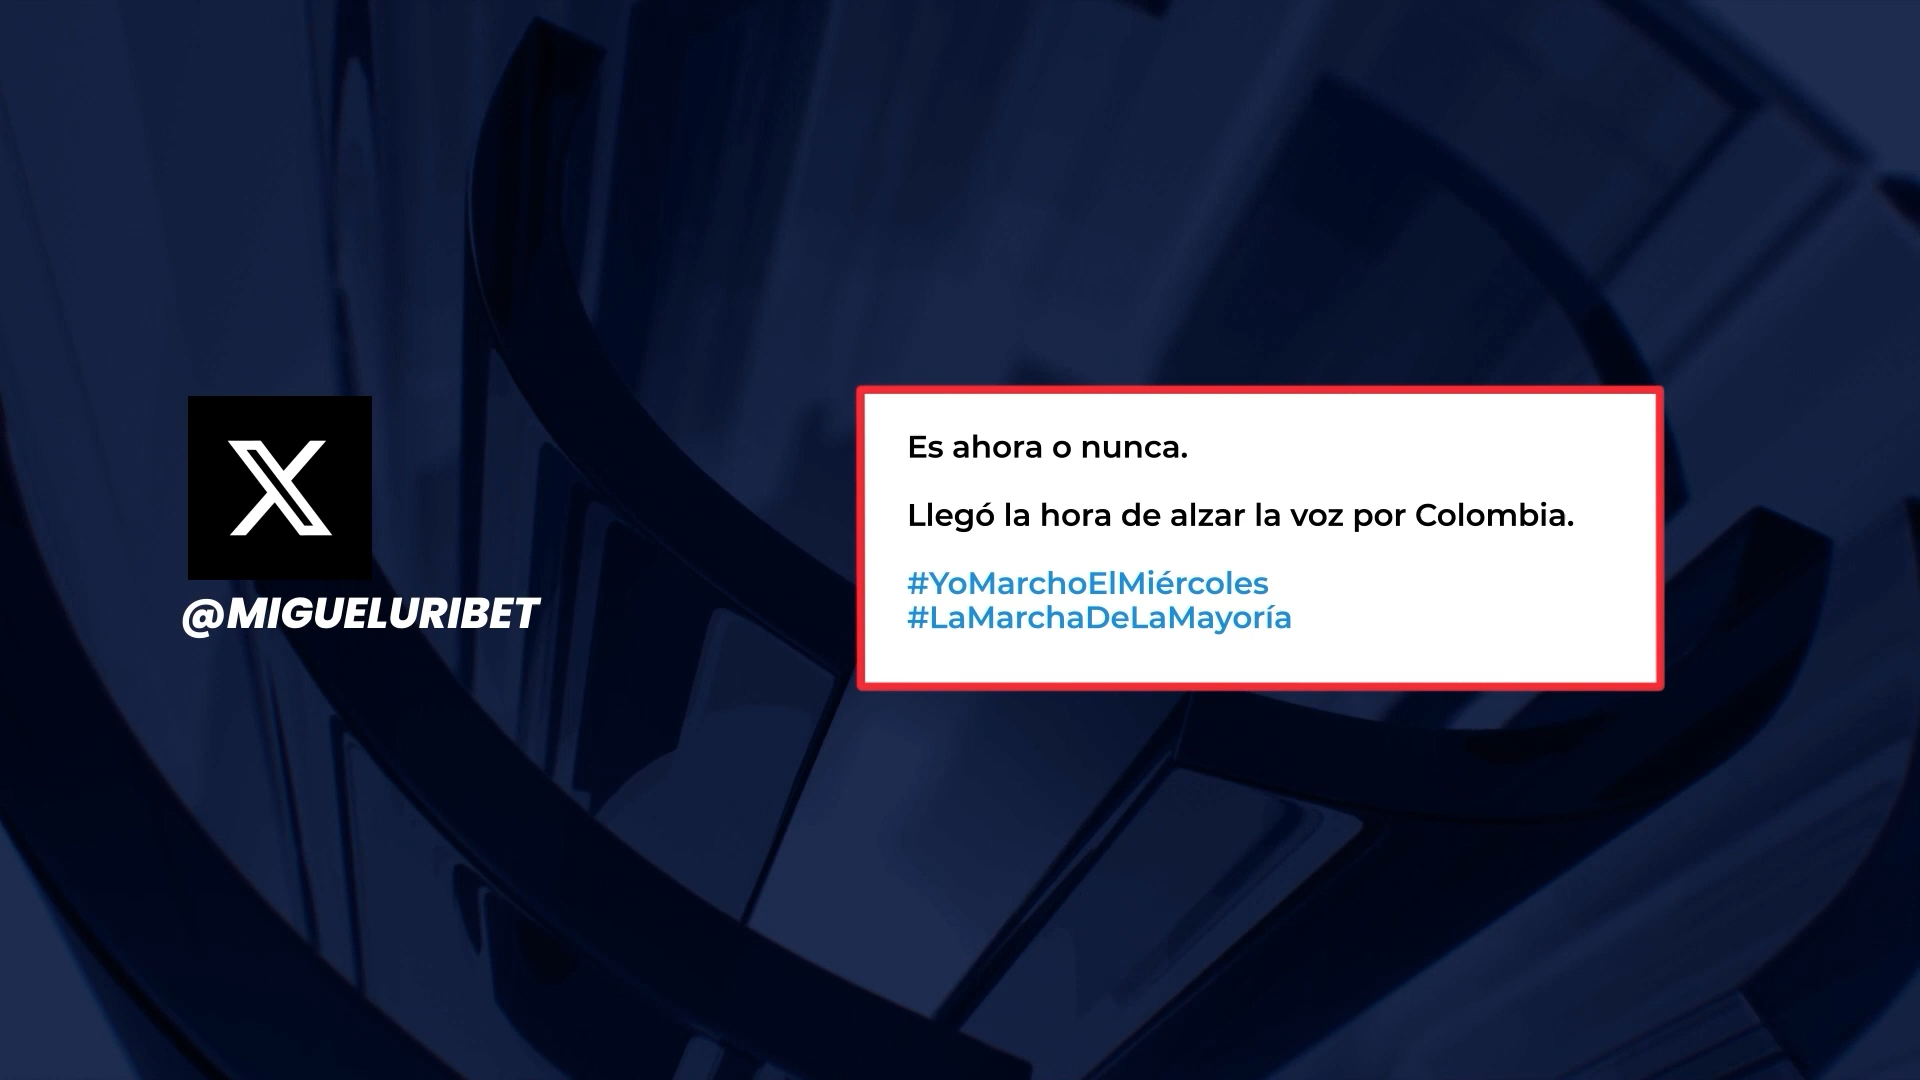 X
@MIGUELURIBET
Es ahora o nunca.
Llegó la hora de alzar la voz por Colombia.
#YoMarchoElMiércoles
#LaMarchaDeLaMayoría